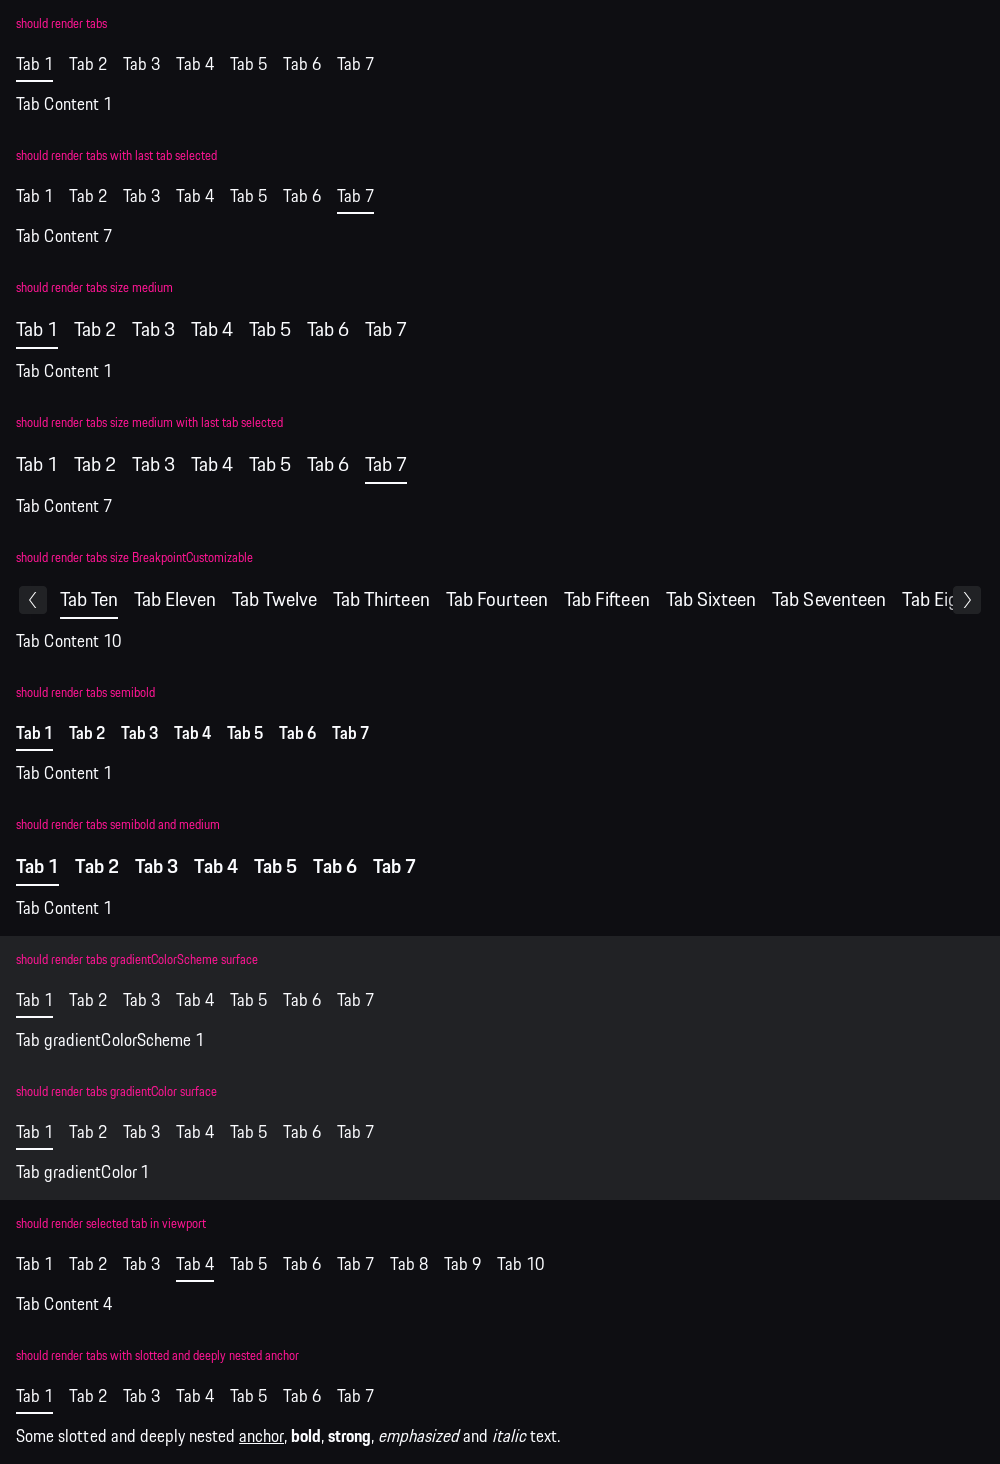 should render tabs
Tab 1 Tab 2 Tab 3 Tab 4 Tab 5 Tab 6 Tab 7
Tab Content 1
should render tabs with last tab selected
Tab 1 Tab 2 Tab 3 Tab 4 Tab 5 Tab 6 Tab 7
Tab Content 7
should render tabs size medium
Tab 1 Tab 2 Tab 3 Tab 4 Tab 5 Tab 6 Tab 7
Tab Content 1
should render tabs size medium with last tab selected
Tab 1 Tab 2 Tab 3 Tab 4 Tab 5 Tab 6 Tab 7
Tab Content 7
should render tabs size BreakpointCustomizable
Tab Ten Tab Eleven Tab Twelve Tab Thirteen Tab Fourteen Tab Fifteen Tab Sixteen Tab Seventeen Tab Eig
Tab Content 10
should render tabs semibold
Tab 1 Tab 2 Tab 3 Tab 4 Tab 5 Tab 6 Tab 7
Tab Content 1
should render tabs semibold and medium
Tab 1 Tab 2 Tab 3 Tab 4 Tab 5 Tab 6 Tab 7
Tab Content 1
should render tabs gradientColorScheme surface
Tab 1 Tab 2 Tab 3 Tab 4 Tab 5 Tab 6 Tab 7
Tab gradientColorScheme 1
should render tabs gradientColor surface
Tab 1 Tab 2 Tab 3 Tab 4 Tab 5 Tab 6 Tab 7
Tab gradientColor 1
should render selected tab in viewport
Tab 1 Tab 2 Tab 3 Tab 4 Tab 5 Tab 6 Tab 7 Tab 8 Tab 9 Tab 10
Tab Content 4
should render tabs with slotted and deeply nested anchor
Tab 1 Tab 2 Tab 3 Tab 4 Tab 5 Tab 6 Tab 7
Some slotted and deeply nested anchor, bold, strong, emphasized and italic text.